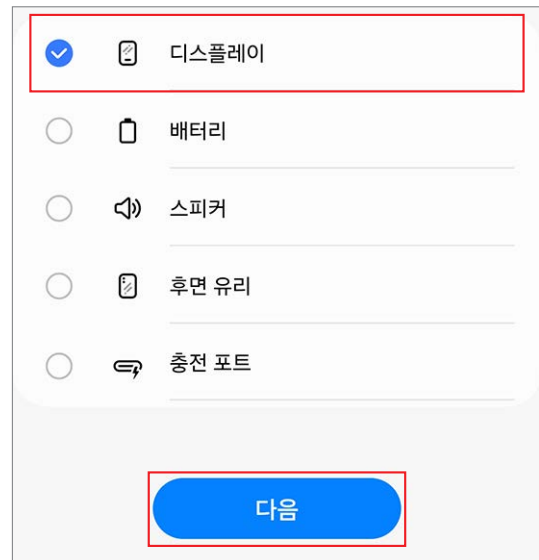 디스플레이
배터리
스피커
후면 유리
충전 포트
다음